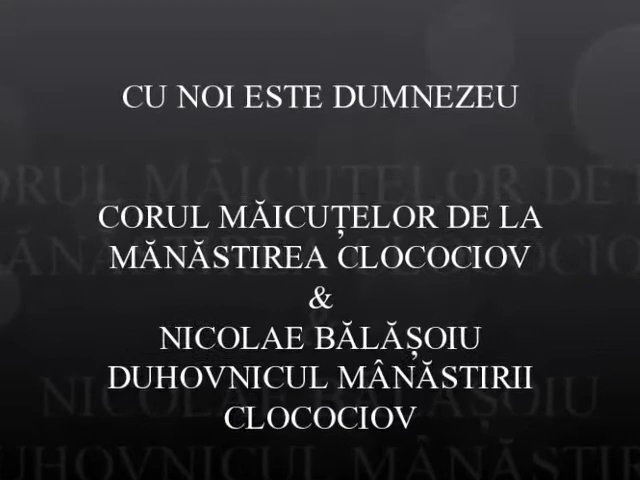 CU NOI ESTE DUMNEZEU
CORUL MĂICUȚELOR DE LA
MĂNĂSTIREA CLOCOCIOV
&
NICOLAE BĂLĂȘOIU
DUHOVNICUL MÂNĂSTIRII
CLOCOCIOV